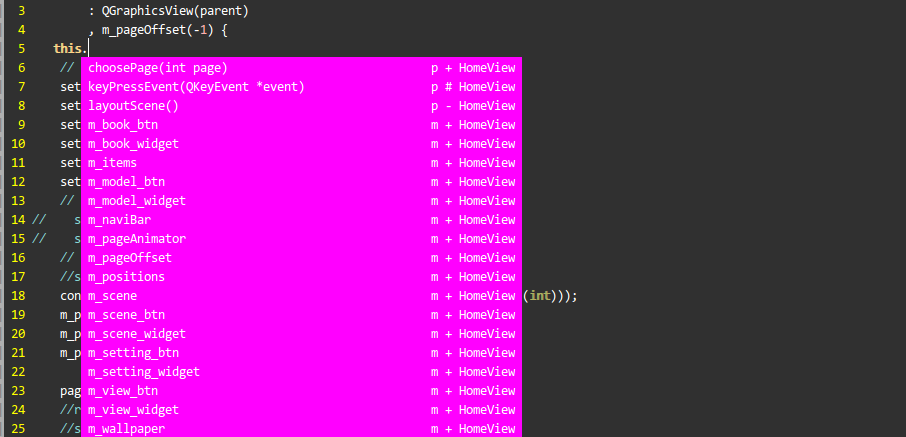 3 : QGraphicsView(parent)
4 , m_pageOffset(-1) {
5 this.
6 // choosePage(int page) p + HomeView
7 set keyPressEvent(QKeyEvent *event) p # HomeView
8 set layoutScene() p - HomeView
9 set m_book_btn m + HomeView
10 set m_book_widget m + HomeView
11 set m_items m + HomeView
12 set m_model_btn m + HomeView
13 // m_model_widget m + HomeView
14 // s m_naviBar m + HomeView
15 // s m_pageAnimator m + HomeView
16 // m_pageOffset m + HomeView
17 //s m_positions m + HomeView
18 con m_scene m + HomeView (int)));
19 m_p m_scene_btn m + HomeView
20 m_p m_scene_widget m + HomeView
21 m_p m_setting_btn m + HomeView
22 m_setting_widget m + HomeView
23 pag m_view_btn m + HomeView
24 //r m_view_widget m + HomeView
25 //s m_wallpaper m + HomeView